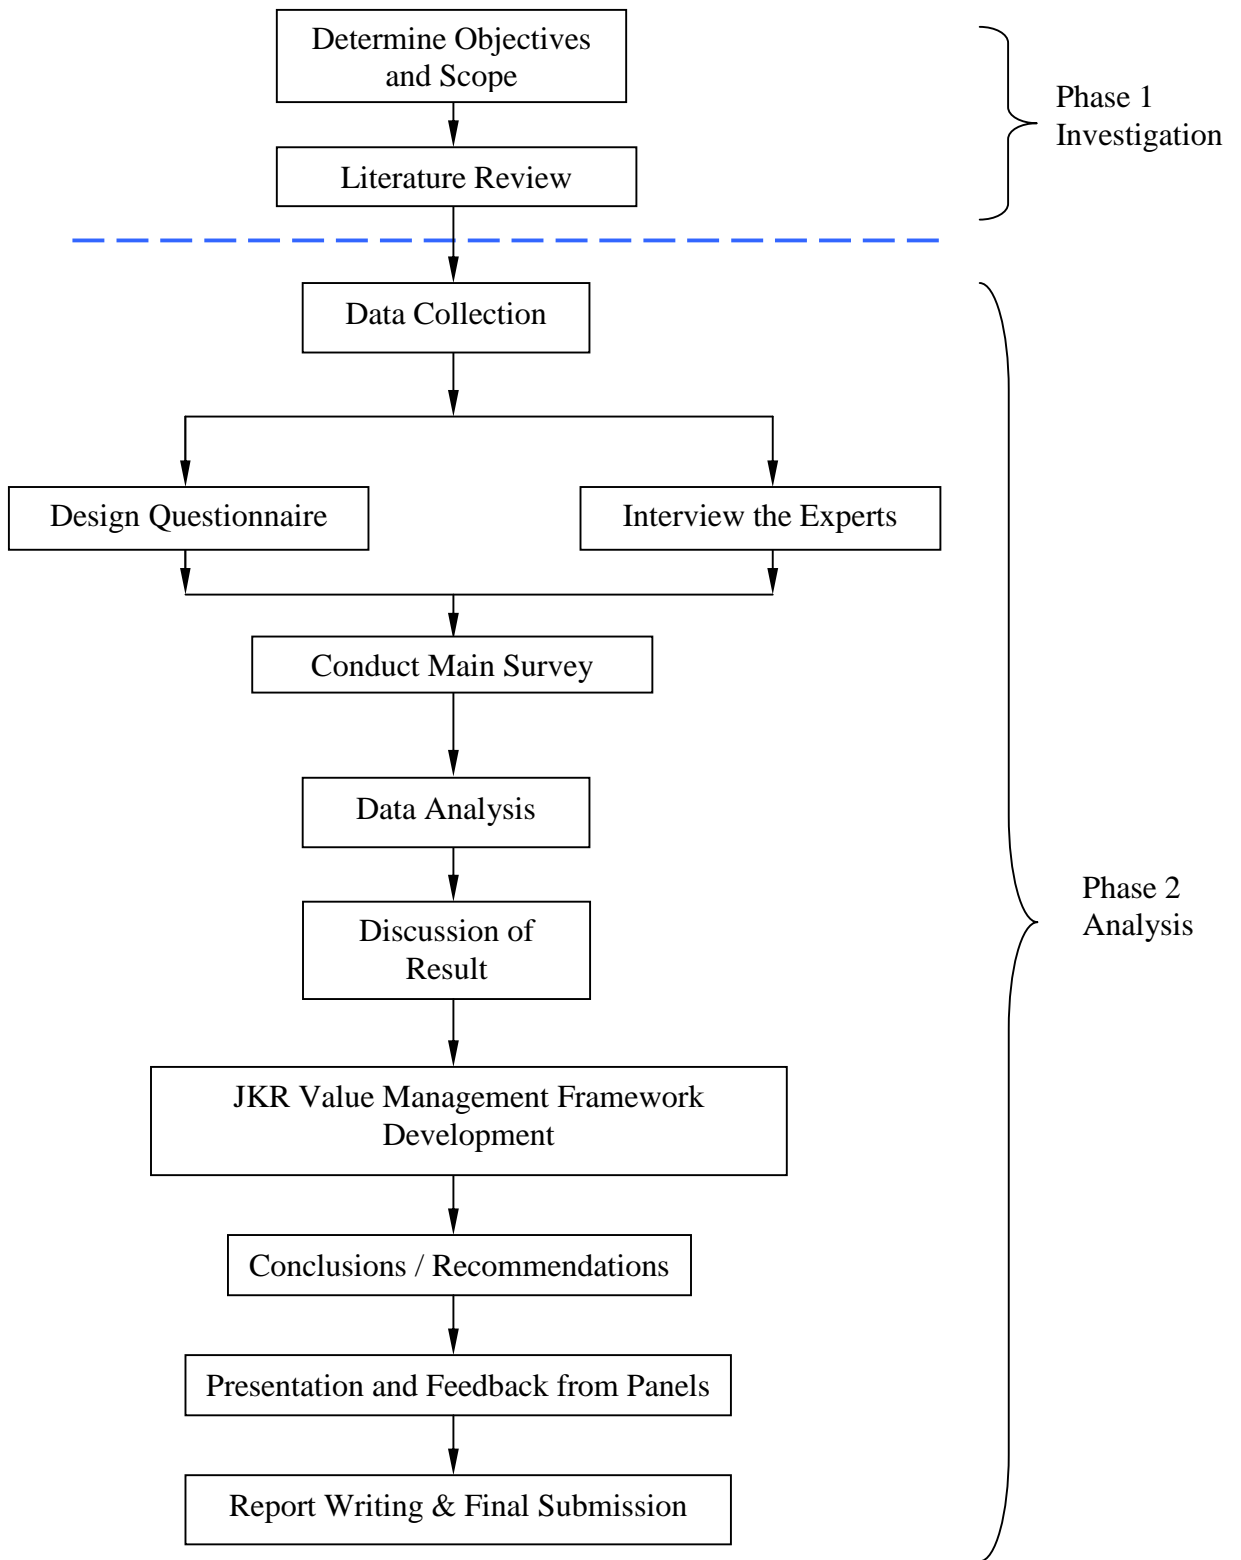 Determine Objectives
and Scope
Phase 1
Investigation
Literature Review
Data Collection
Design Questionnaire
Interview the Experts
Conduct Main Survey
Data Analysis
Phase 2
Analysis
Discussion of
Result
JKR Value Management Framework
Development
Conclusions / Recommendations
Presentation and Feedback from Panels
Report Writing & Final Submission